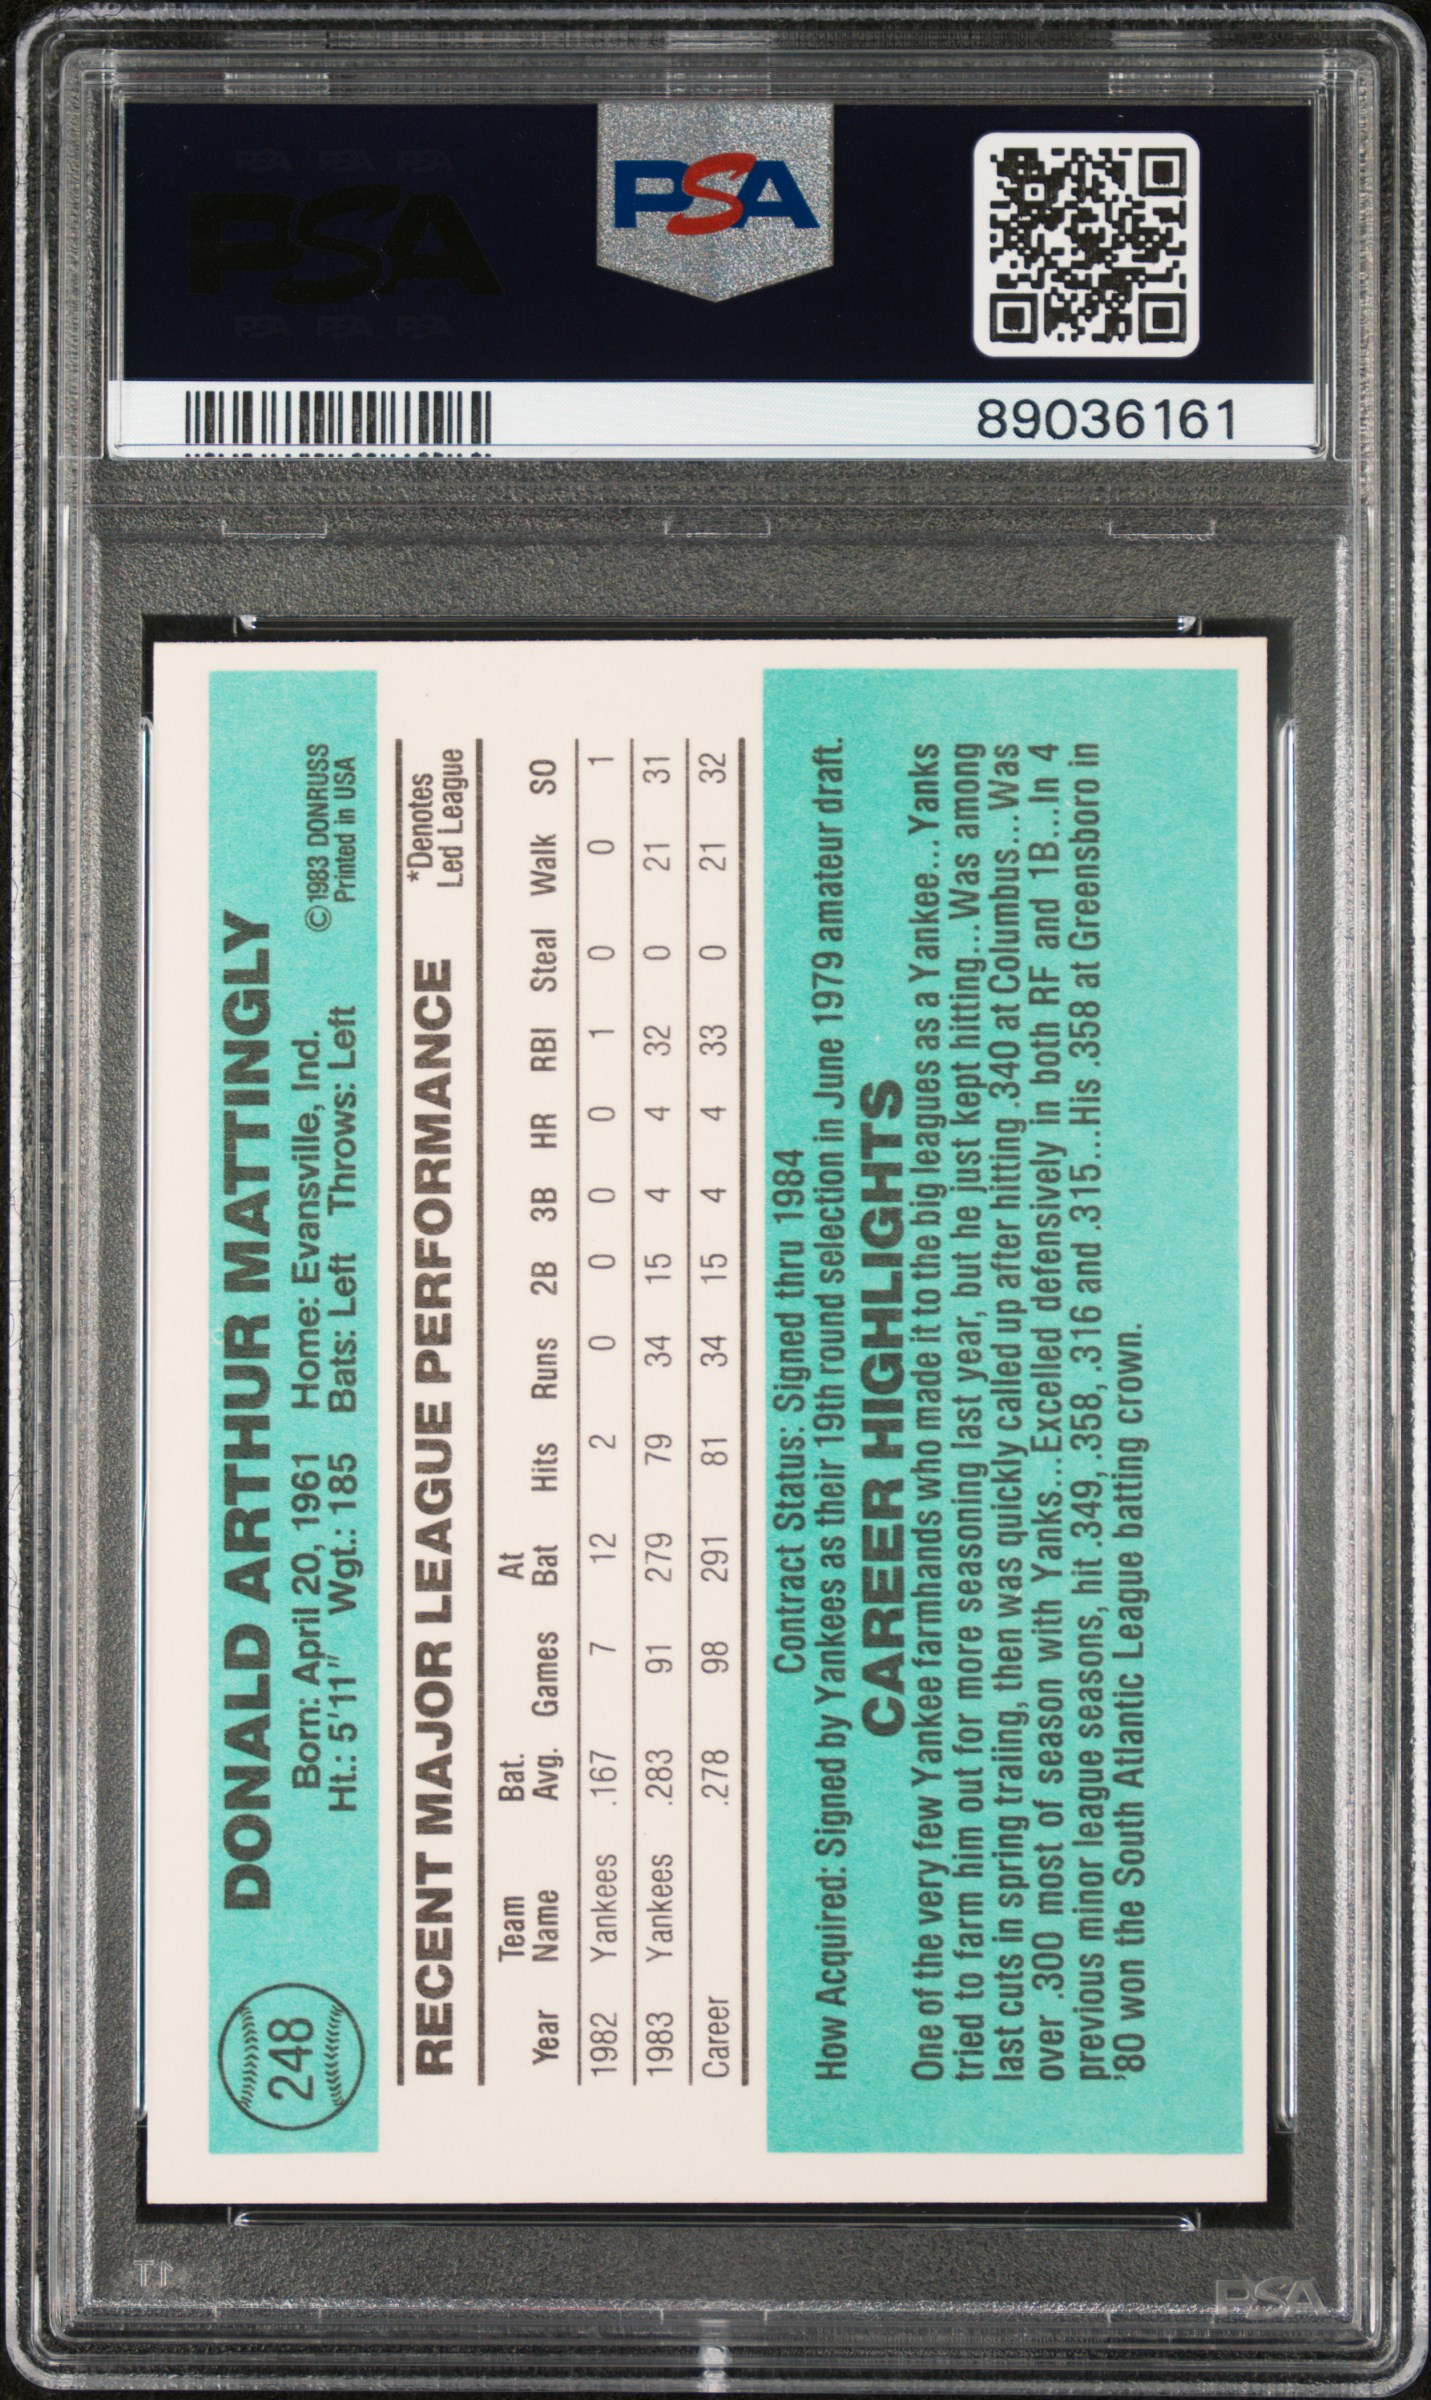 PSA PSA PSA
PSA
PSA PSA PSA
PSA
89036161
248
DONALD ARTHUR MATTINGLY
©1983 DONRUSS
Printed in USA
Born: April 20, 1961 Home: Evansville, Ind.
Ht.: 5'11" Wgt.: 185 Bats: Left Throws: Left
RECENT MAJOR LEAGUE PERFORMANCE
*Denotes
Led League
Year Team Name Bat. Avg. Games At Bat Hits Runs 2B 3B HR RBI Steal Walk SO
1982 Yankees .167 7 12 2 0 0 0 0 1 0 0 1
1983 Yankees .283 91 279 79 34 15 4 4 32 0 21 31
Career .278 98 291 81 34 15 4 4 33 0 21 32
Contract Status: Signed thru 1984
How Acquired: Signed by Yankees as their 19th round selection in June 1979 amateur draft.
CAREER HIGHLIGHTS
One of the very few Yankee farmhands who made it to the big leagues as a Yankee...Yanks
tried to farm him out for more seasoning last year, but he just kept hitting...Was among
last cuts in spring traiing, then was quickly called up after hitting .340 at Columbus...Was
over .300 most of season with Yanks...Excelled defensively in both RF and 1B...In 4
previous minor league seasons, hit .349, .358, .316 and .315...His .358 at Greensboro in
'80 won the South Atlantic League batting crown.
1T
PSA